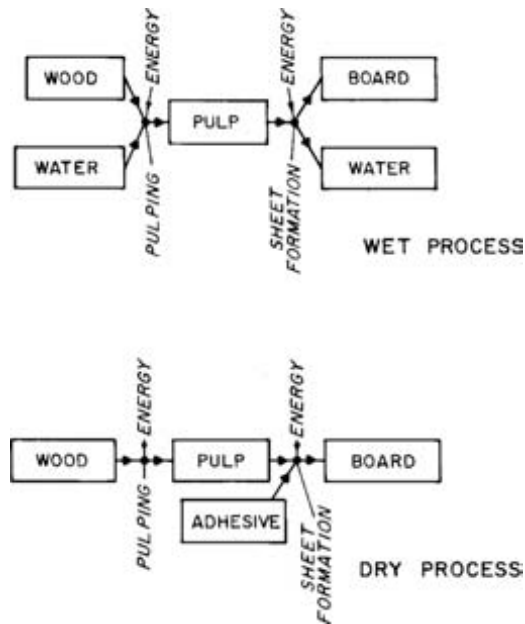 WOOD
ENERGY
PULP
ENERGY
BOARD
WATER
PULPING
SHEET
FORMATION
WATER
WET PROCESS
WOOD
ENERGY
PULPING
PULP
ADHESIVE
ENERGY
SHEET
FORMATION
BOARD
DRY PROCESS